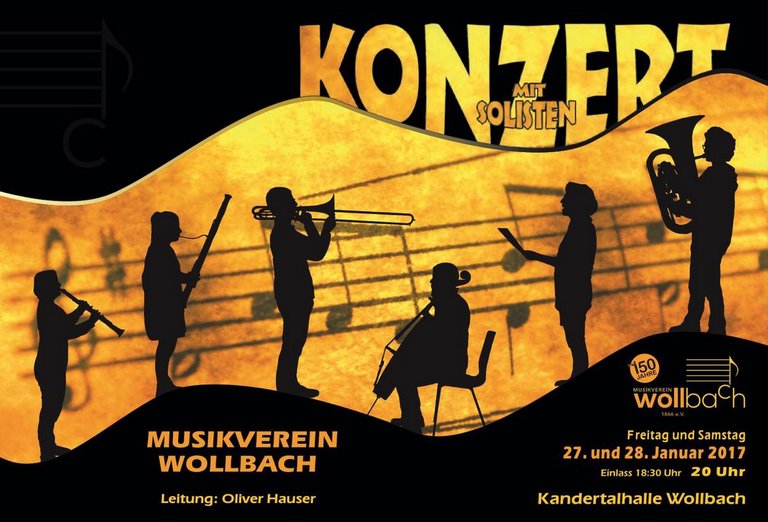 KONZERT
MIT
SOLISTEN
150
JAHRE
MUSIKVEREIN
wollbach
1866 e.V.
MUSIKVEREIN
WOLLBACH
Leitung: Oliver Hauser
Freitag und Samstag
27. und 28. Januar 2017
Einlass 18:30 Uhr 20 Uhr
Kandertalhalle Wollbach